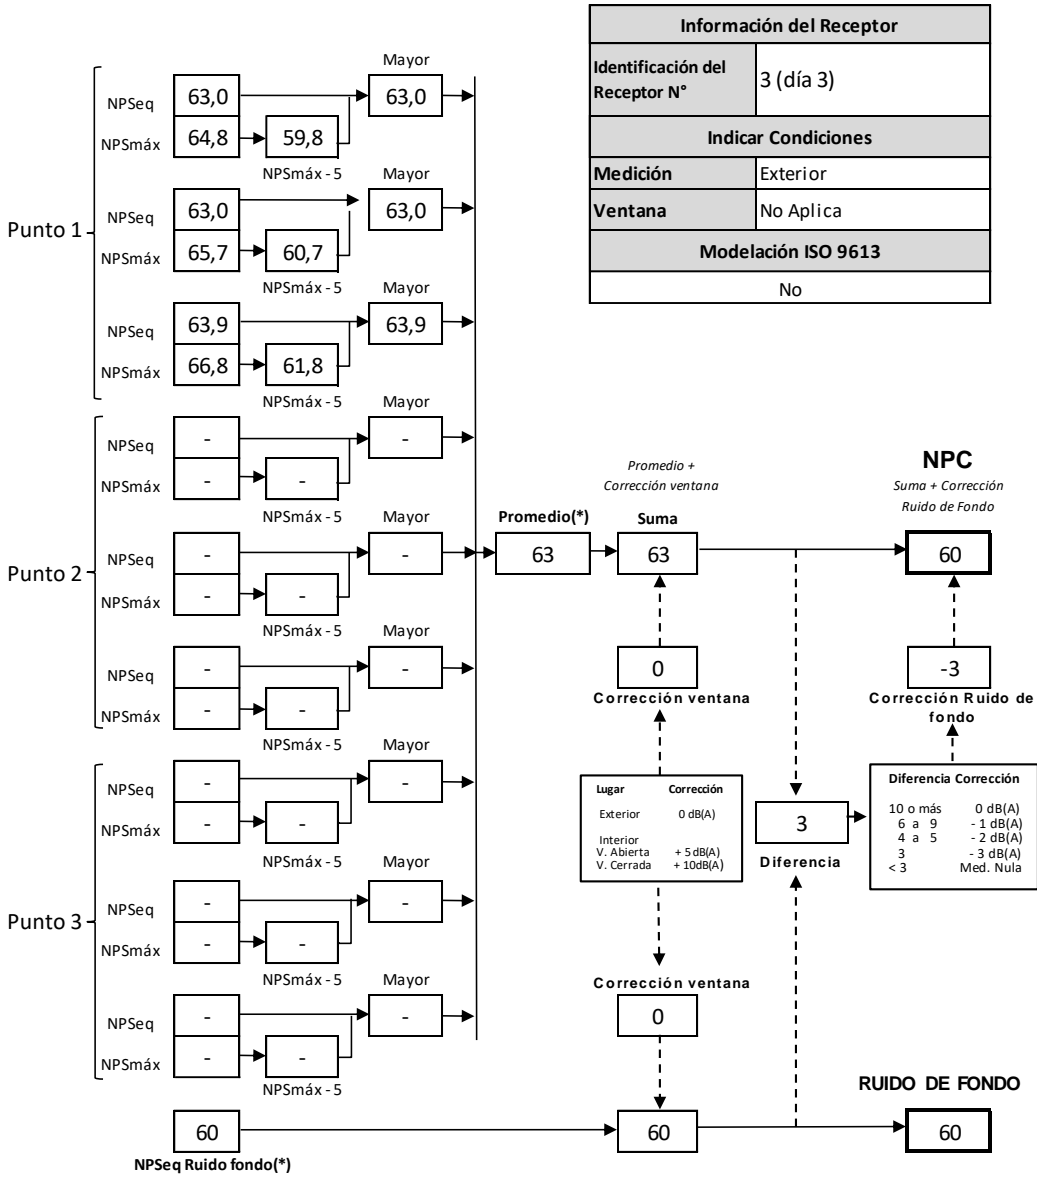 Información del Receptor
Identificación del
Receptor N°
3 (día 3)
Indicar Condiciones
Medición Exterior
Ventana No Aplica
Modelación ISO 9613
No
Punto 1
Mayor
NPSeq 63,0 63,0
NPSmáx 64,8 59,8
NPSmáx - 5
Mayor
NPSeq 63,0 63,0
NPSmáx 65,7 60,7
NPSmáx - 5
Mayor
NPSeq 63,9 63,9
NPSmáx 66,8 61,8
NPSmáx - 5
Punto 2
Mayor
NPSeq - -
NPSmáx - -
NPSmáx - 5
Mayor
NPSeq - -
NPSmáx - -
NPSmáx - 5
Mayor
NPSeq - -
NPSmáx - -
NPSmáx - 5
Punto 3
Mayor
NPSeq - -
NPSmáx - -
NPSmáx - 5
Mayor
NPSeq - -
NPSmáx - -
NPSmáx - 5
Mayor
NPSeq - -
NPSmáx - -
NPSmáx - 5
Promedio(*)
63
Promedio +
Corrección ventana
Suma
63
NPC
Suma + Corrección
Ruido de Fondo
60
0
Corrección ventana
-3
Corrección Ruido de
fondo
Lugar Corrección
Exterior 0 dB(A)
Interior
V. Abierta + 5 dB(A)
V. Cerrada + 10dB(A)
3
Diferencia
Diferencia Corrección
10 o más 0 dB(A)
6 a 9 - 1 dB(A)
4 a 5 - 2 dB(A)
3 - 3 dB(A)
< 3 Med. Nula
Corrección ventana
0
RUIDO DE FONDO
60 60 60
NPSeq Ruido fondo(*)